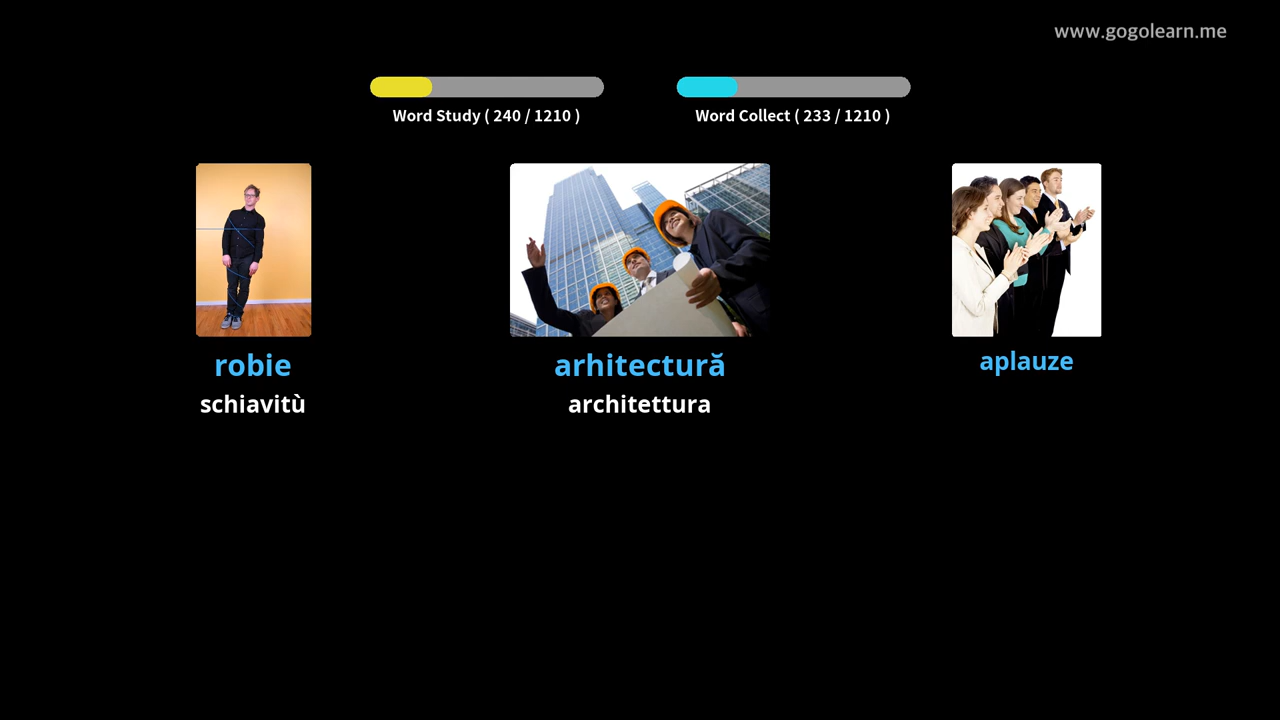 www.gogolearn.me
Word Study ( 240 / 1210 )
Word Collect ( 233 / 1210 )
robie
schiavitù
arhitectură
architettura
aplauze